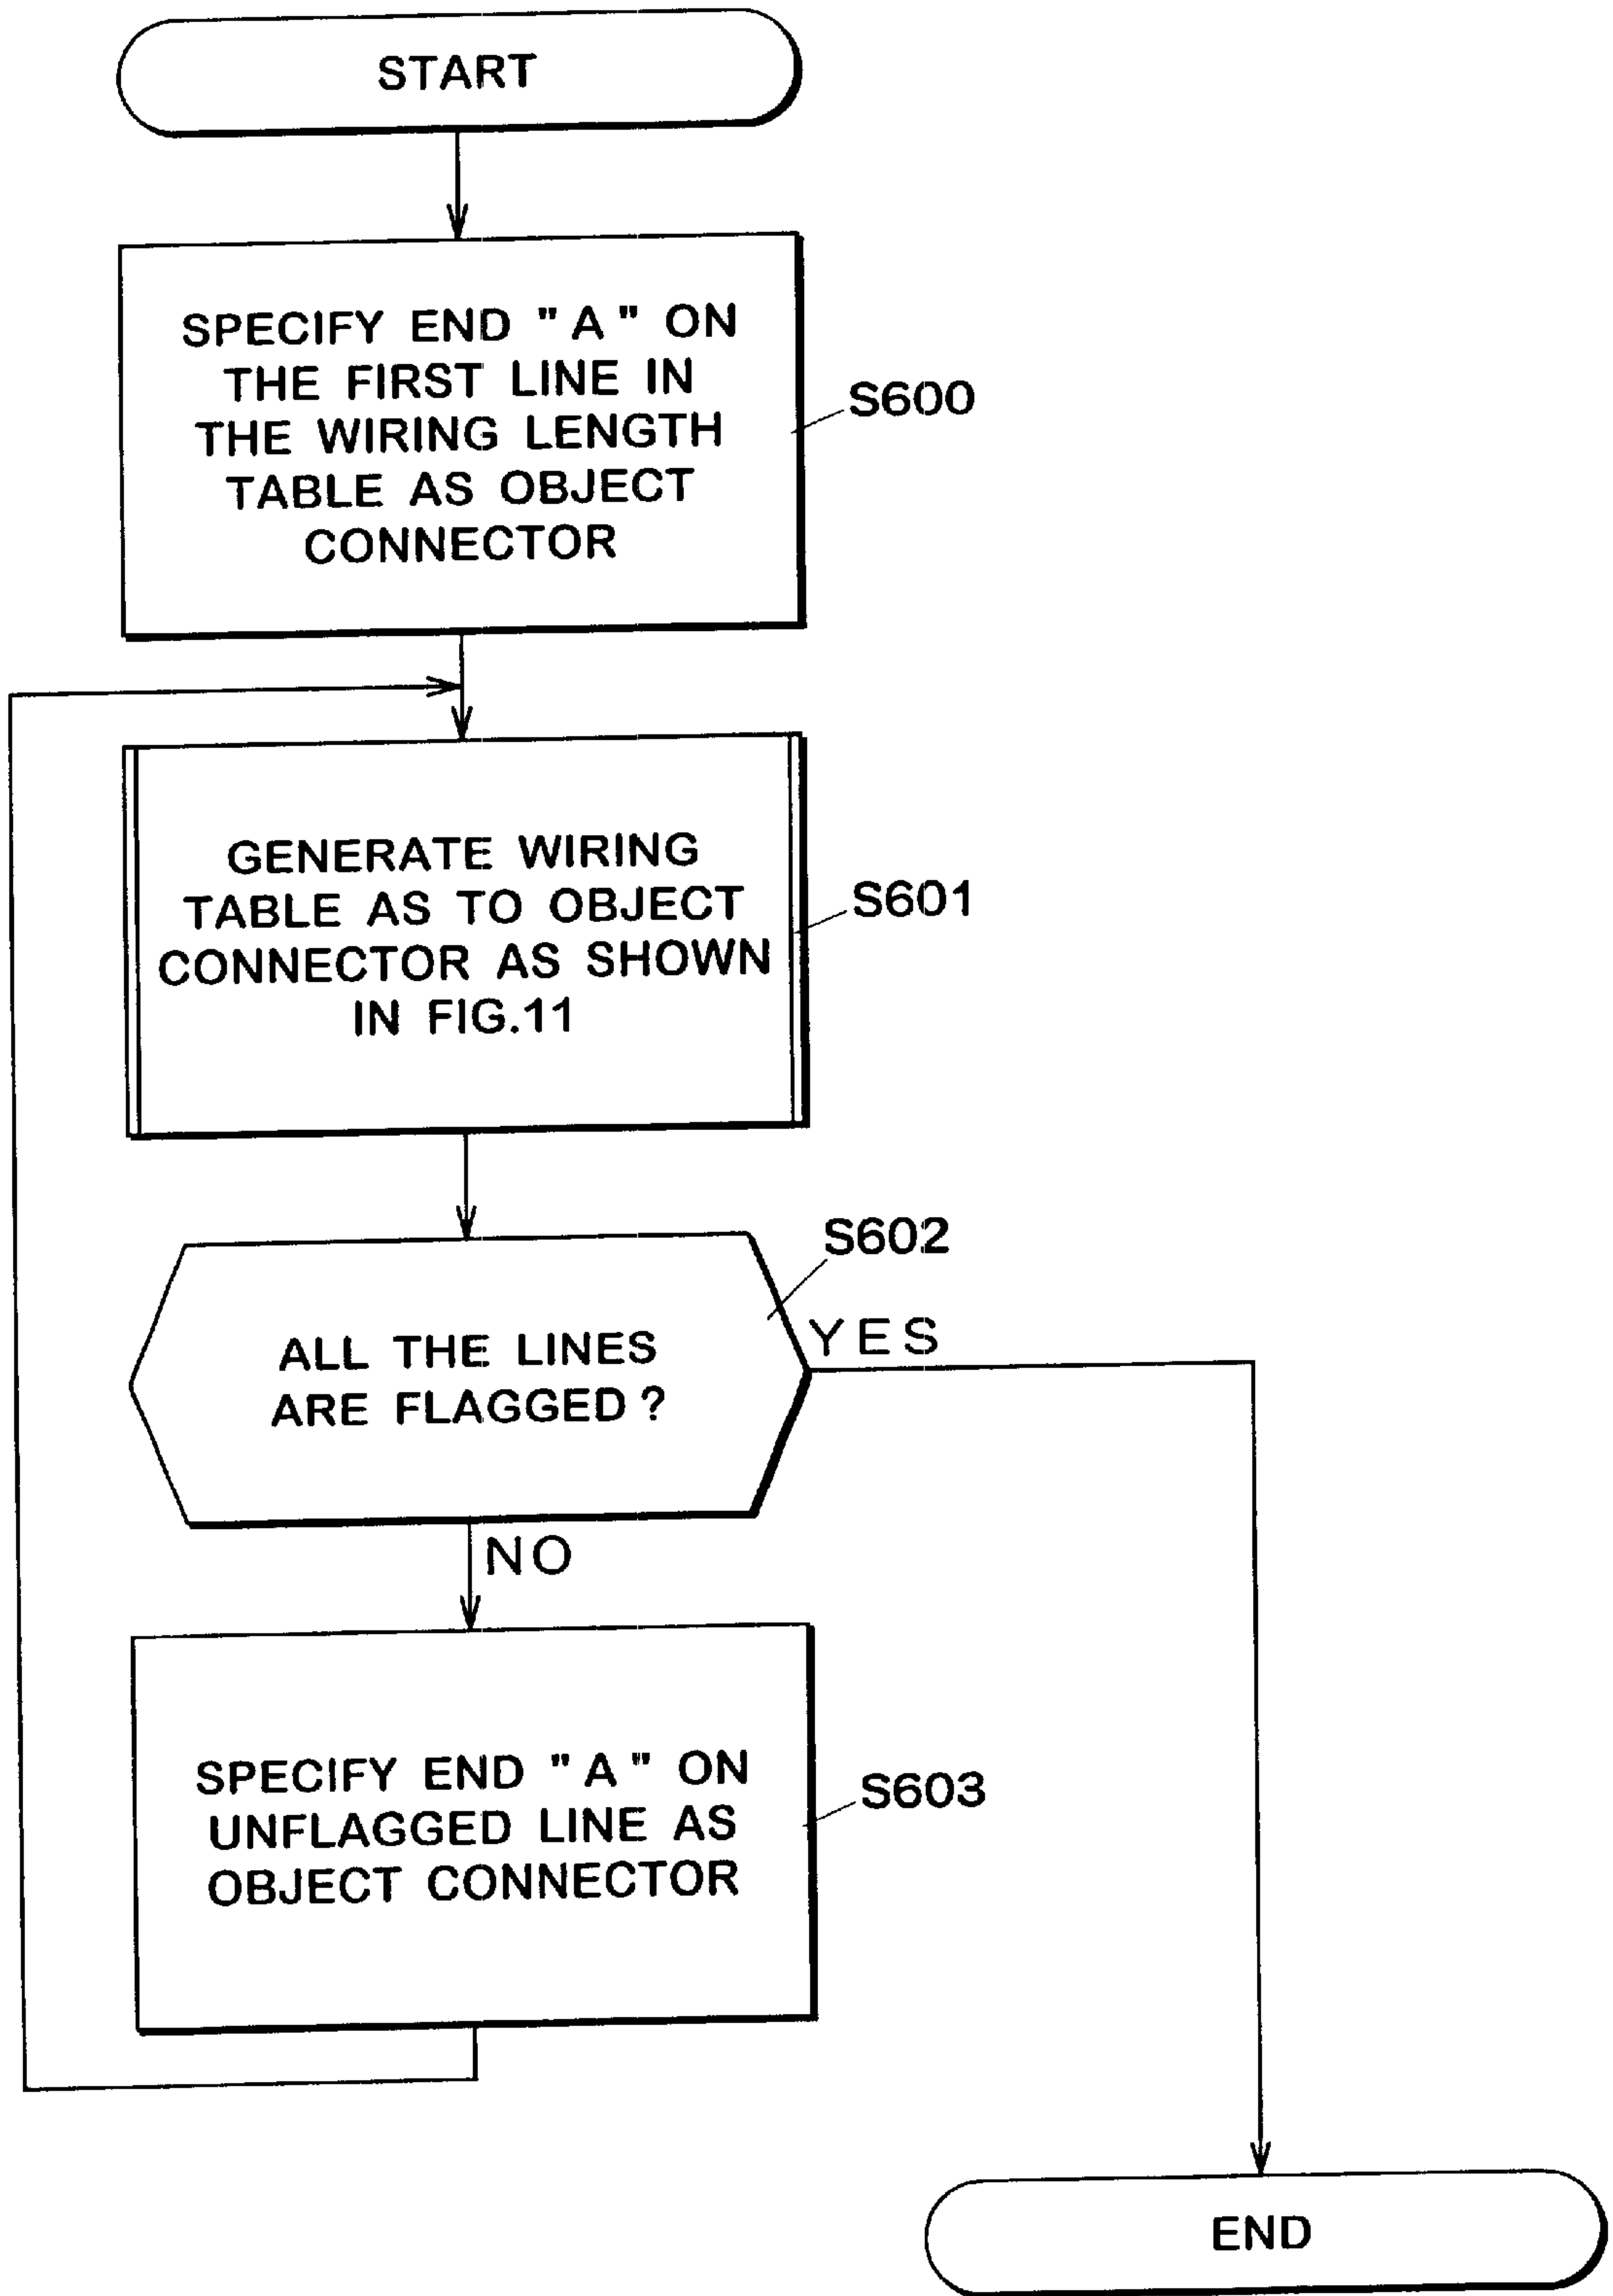 START
SPECIFY END "A" ON
THE FIRST LINE IN
THE WIRING LENGTH
TABLE AS OBJECT
CONNECTOR
S600
GENERATE WIRING
TABLE AS TO OBJECT
CONNECTOR AS SHOWN
IN FIG.11
S601
S602
ALL THE LINES
ARE FLAGGED?
YES
NO
SPECIFY END "A" ON
UNFLAGGED LINE AS
OBJECT CONNECTOR
S603
END